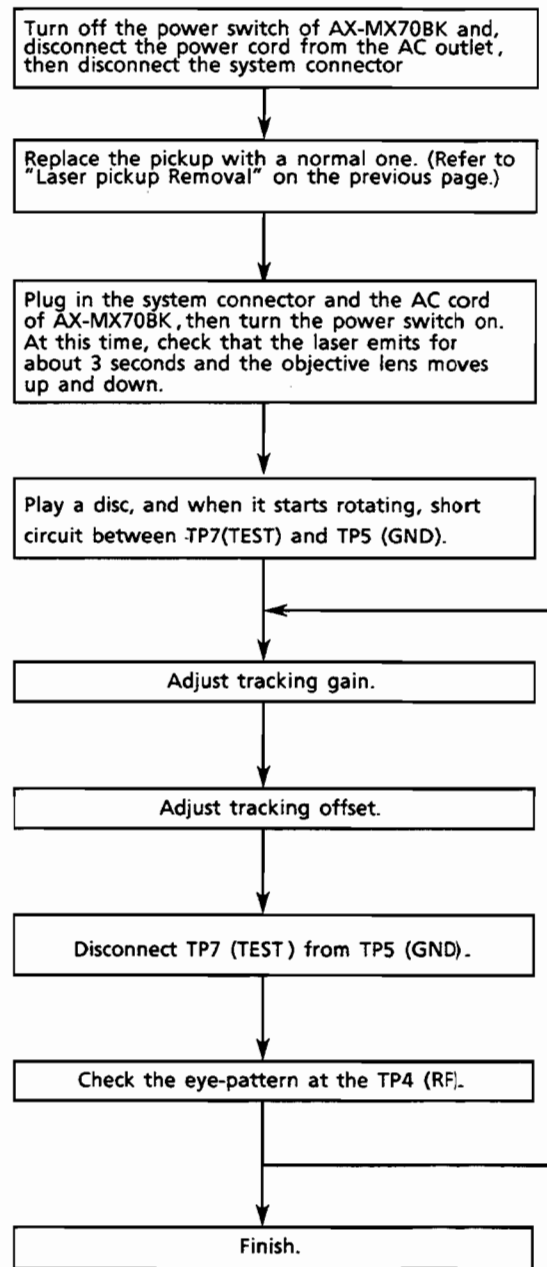 Turn off the power switch of AX-MX70BK and,
disconnect the power cord from the AC outlet,
then disconnect the system connector
Replace the pickup with a normal one. (Refer to
"Laser pickup Removal" on the previous page.)
Plug in the system connector and the AC cord
of AX-MX70BK, then turn the power switch on.
At this time, check that the laser emits for
about 3 seconds and the objective lens moves
up and down.
Play a disc, and when it starts rotating, short
circuit between TP7(TEST) and TP5 (GND).
Adjust tracking gain.
Adjust tracking offset.
Disconnect TP7 (TEST) from TP5 (GND).
Check the eye-pattern at the TP4 (RF).
Finish.